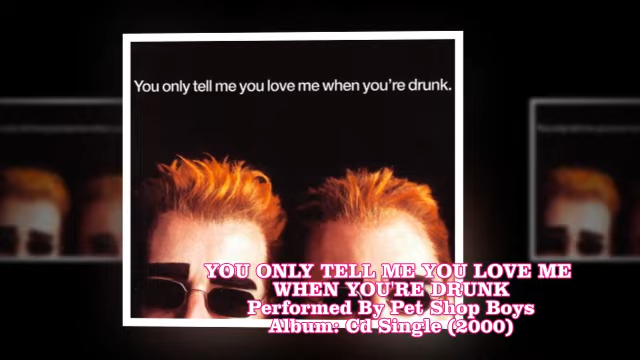 You only tell me you love me when you're drunk.
YOU ONLY TELL ME YOU LOVE ME
WHEN YOU'RE DRUNK
Performed By Pet Shop Boys
Album: Cd Single (2000)